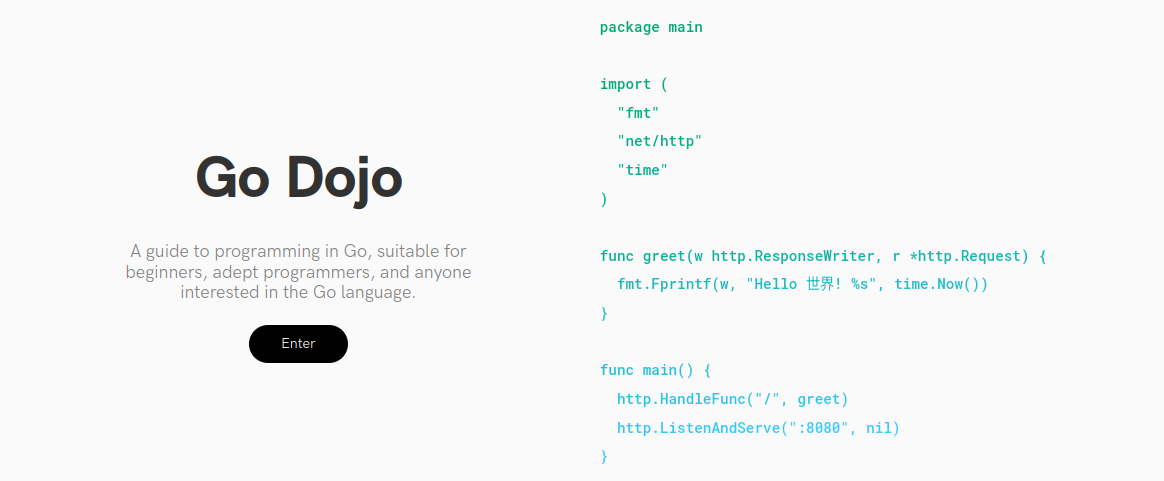 Go Dojo
A guide to programming in Go, suitable for
beginners, adept programmers, and anyone
interested in the Go language.
Enter
package main
import (
"fmt"
"net/http"
"time"
)
func greet(w http.ResponseWriter, r *http.Request) {
fmt.Fprintf(w, "Hello 世界! %s", time.Now())
}
func main() {
http.HandleFunc("/", greet)
http.ListenAndServe(":8080", nil)
}